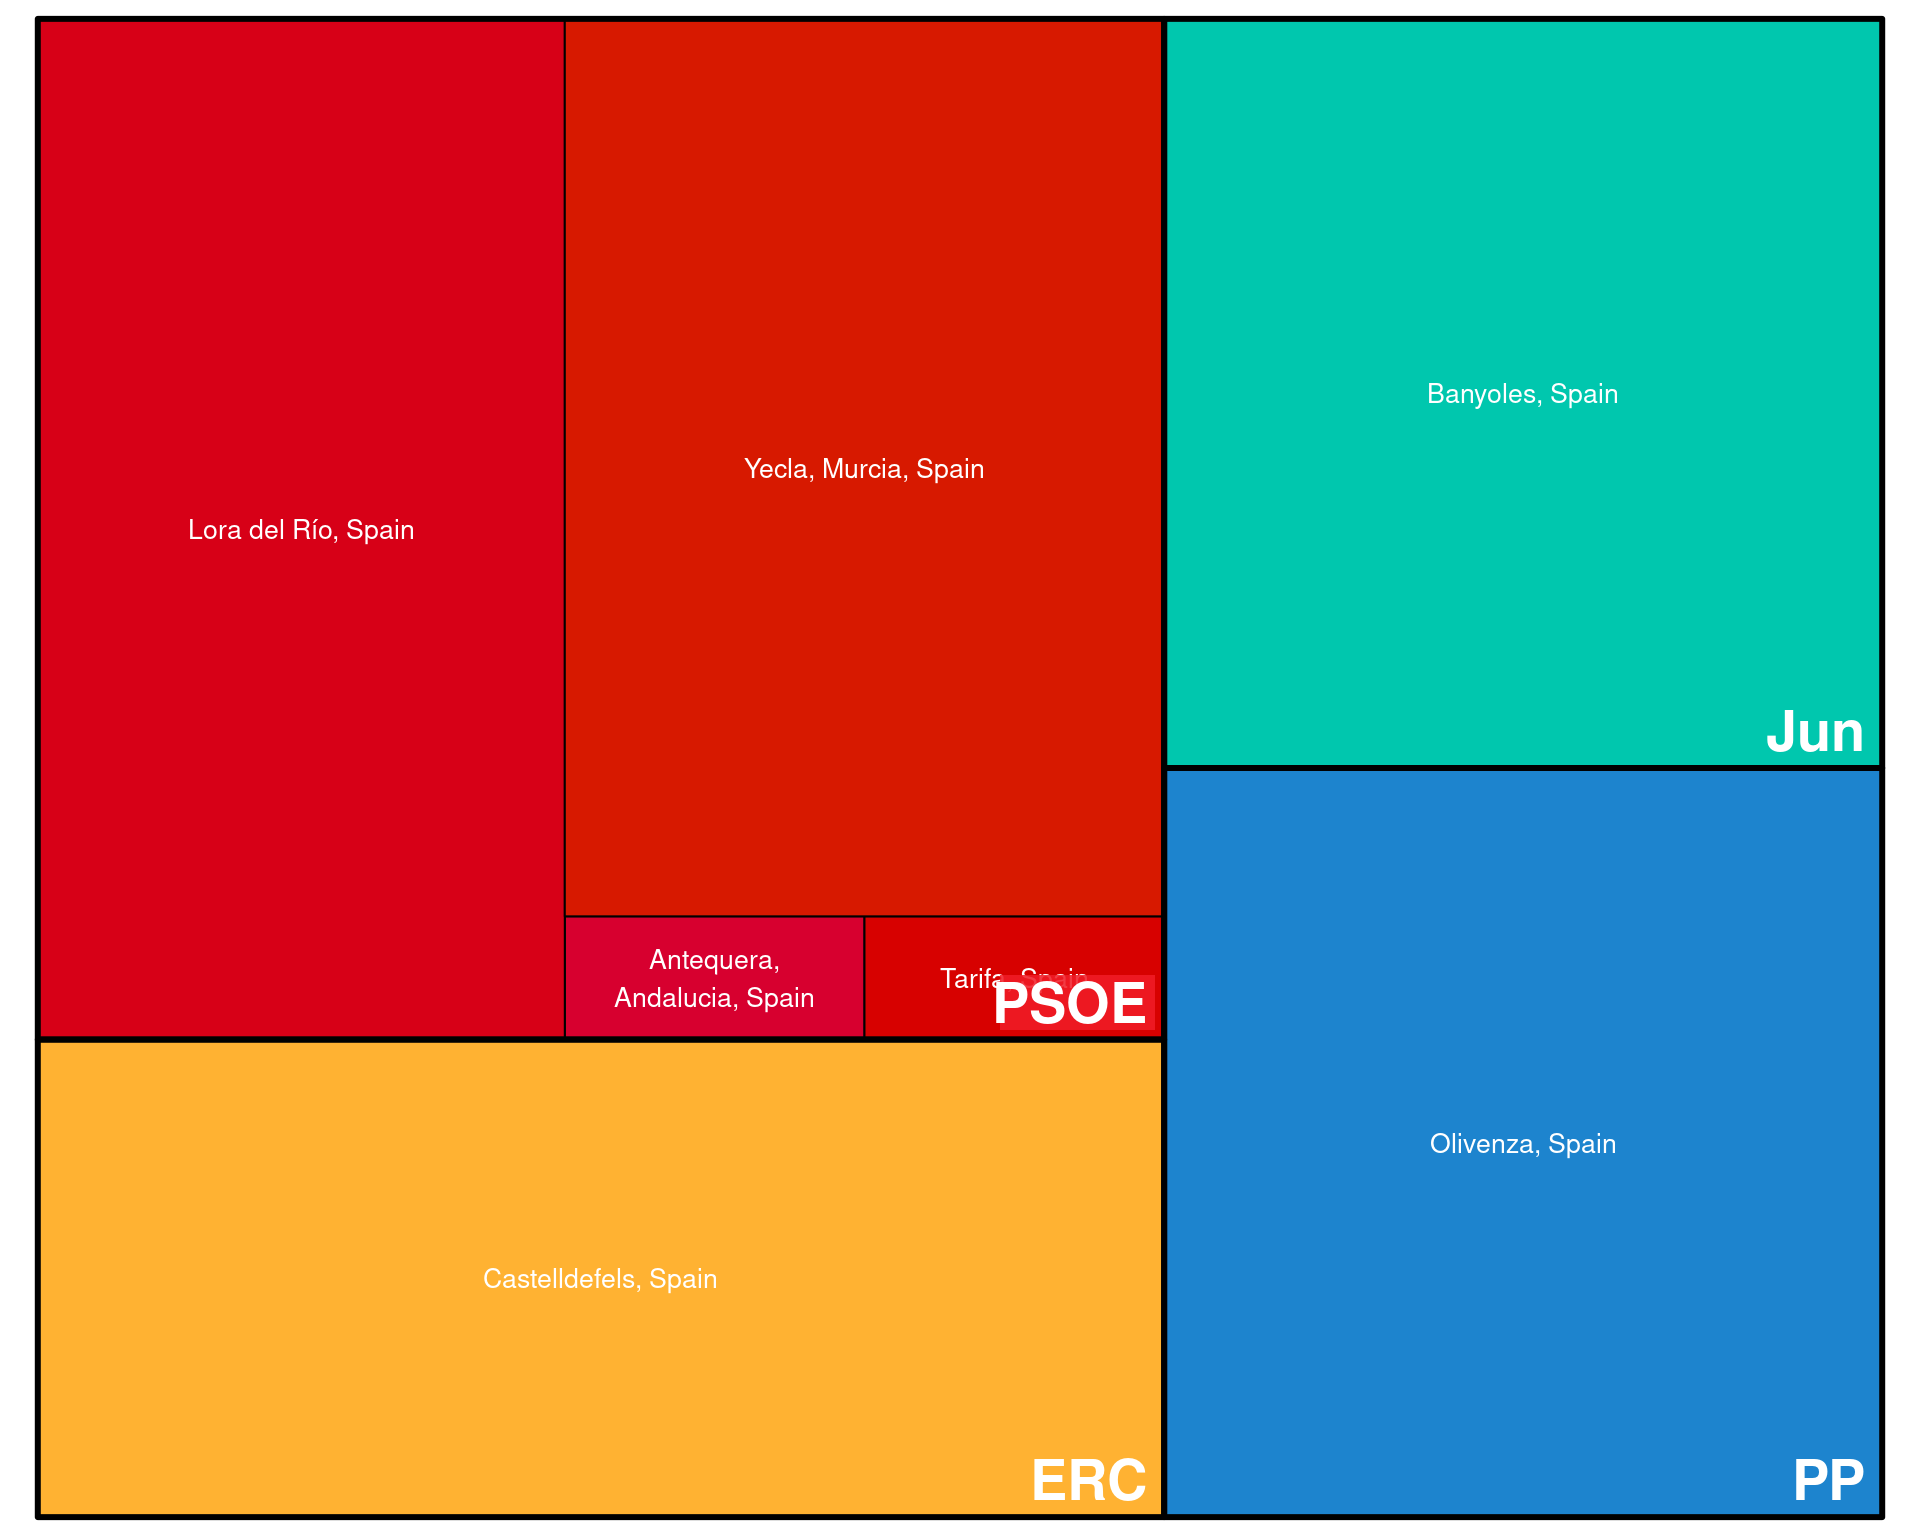 Lora del Río, Spain
Yecla, Murcia, Spain
Antequera,
Andalucia, Spain
Tarifa, Spain
PSOE
Banyoles, Spain
Jun
Castelldefels, Spain
ERC
Olivenza, Spain
PP